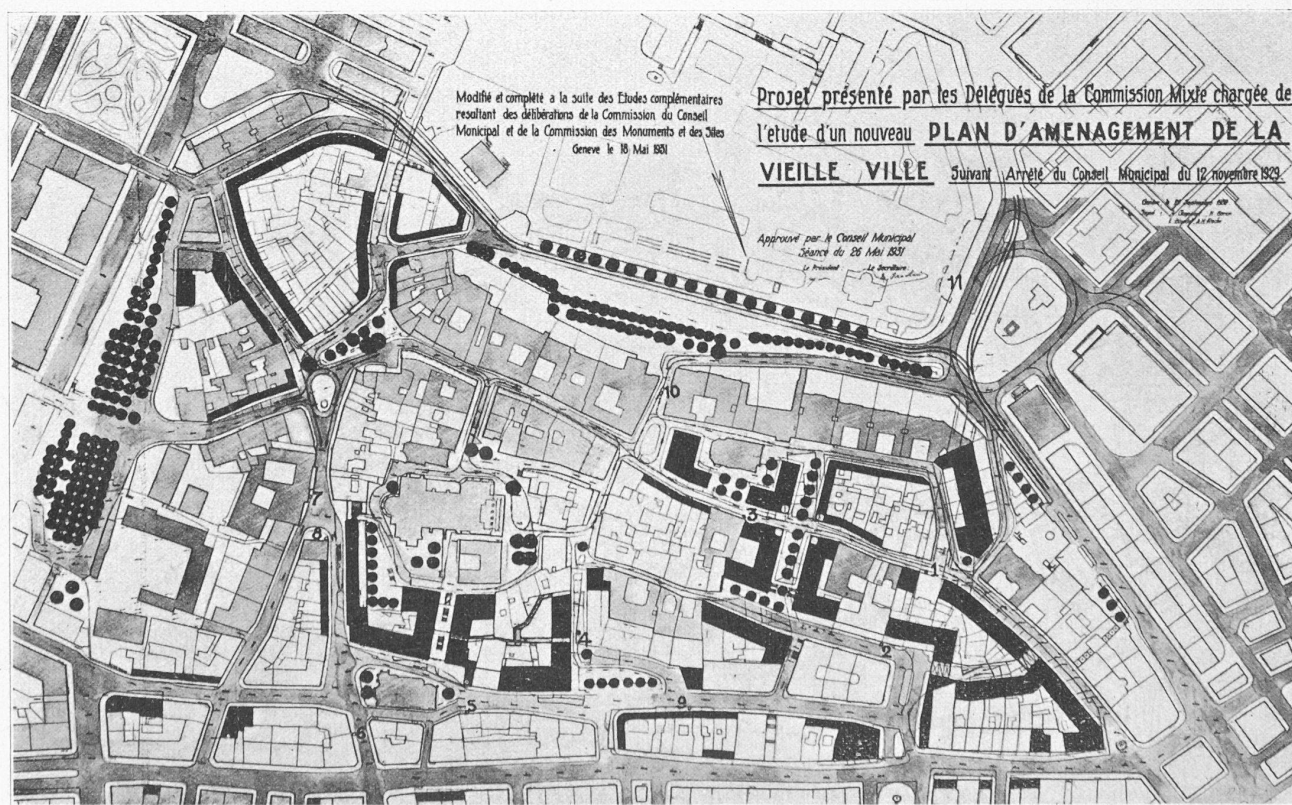 Modifié et complété a la suite des Etudes complémentaires
resultant des délibérations de la Commission du Conseil
Municipal et de la Commission des Monuments et des Sites
Geneve le 18 Mai 1931
Projet présenté par les Délégués de la Commission Mixte chargée de
l'etude d'un nouveau PLAN D'AMENAGEMENT DE LA
VIEILLE VILLE Suivant Arrêté du Conseil Municipal du 12 novembre 1929.
Approuvé par le Conseil Municipal
Séance du 26 Mai 1931
Le Président Le Secrétaire
11
10
7
8
3
1
4
2
5
9
6